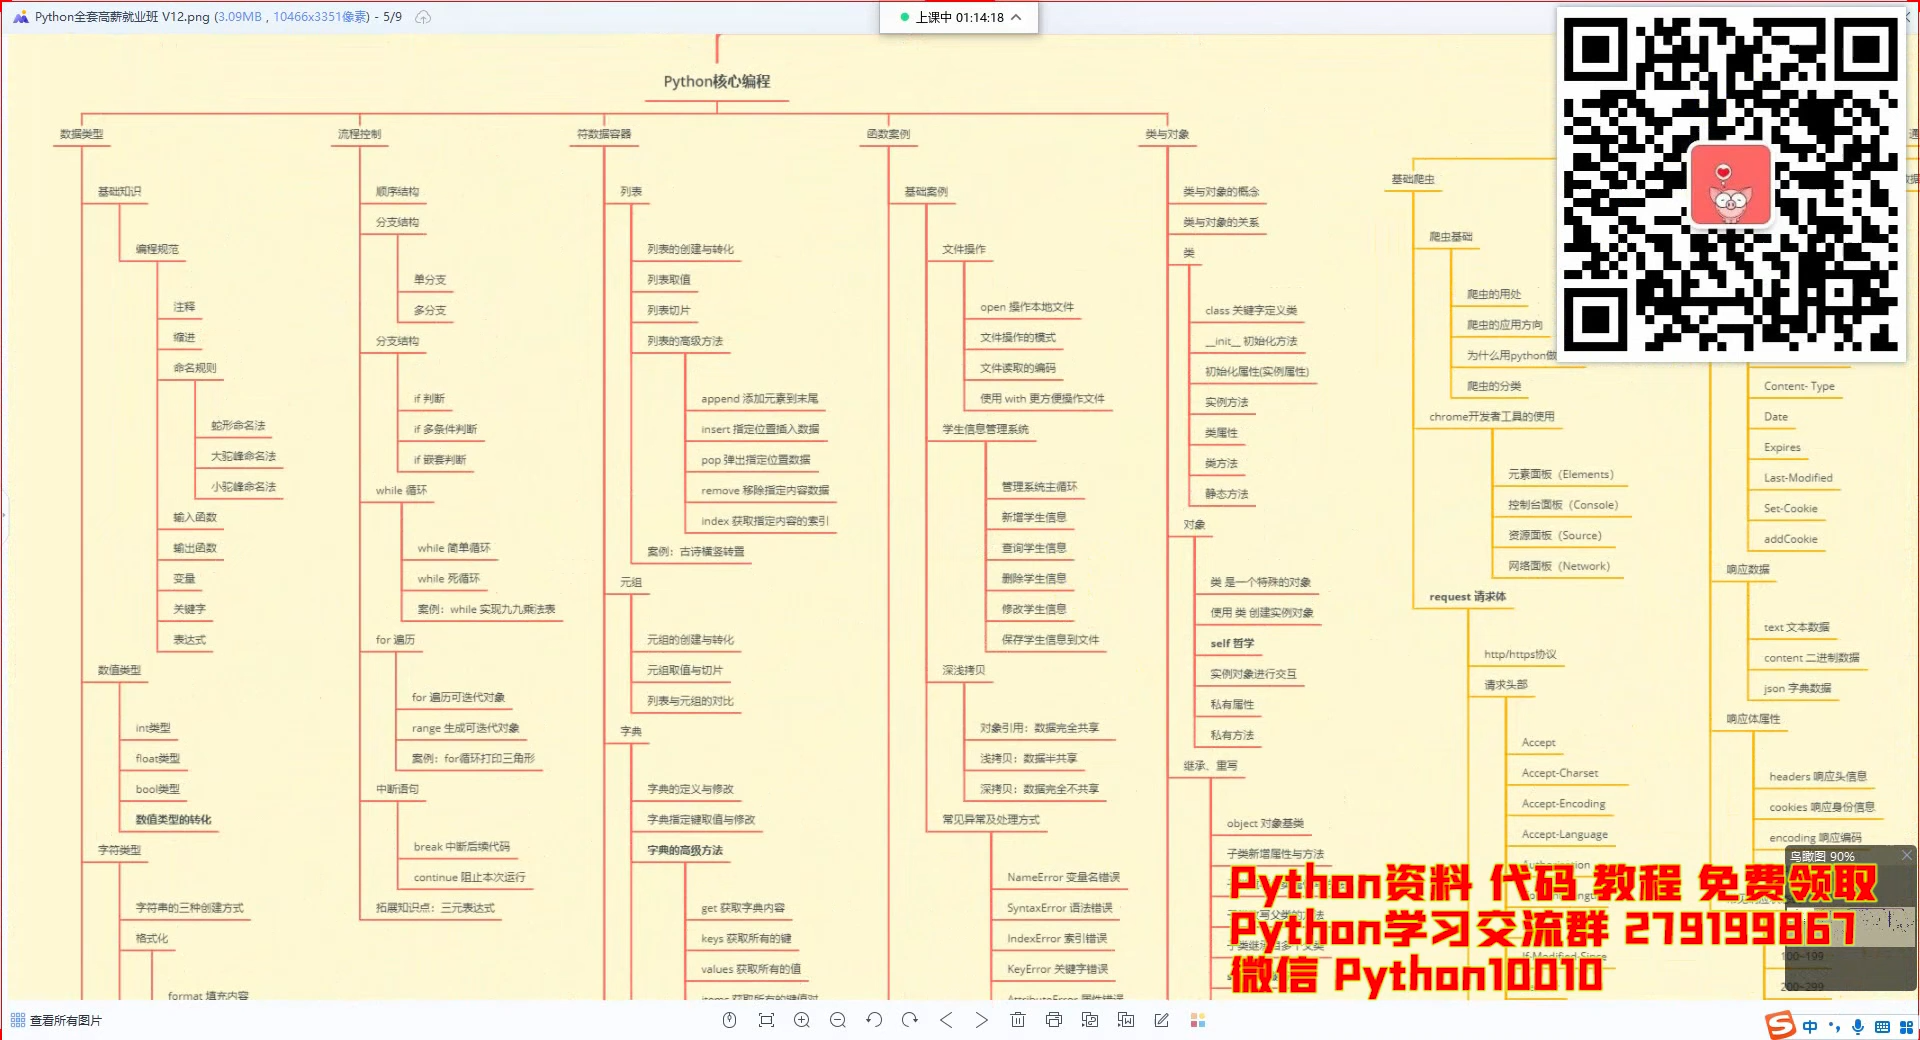 Python全套高薪就业班 V12.png (3.09MB , 10466x3351像素) - 5/9
上课中 01:14:18
Python核心编程
数据类型
基础知识
编程规范
注释
缩进
命名规则
蛇形命名法
大驼峰命名法
小驼峰命名法
输入函数
输出函数
变量
关键字
表达式
数值类型
int类型
float类型
bool类型
数值类型的转化
字符类型
字符串的三种创建方式
格式化
format 填充内容
流程控制
顺序结构
分支结构
单分支
多分支
分支结构
if 判断
if 多条件判断
if 嵌套判断
while 循环
while 简单循环
while 死循环
案例：while 实现九九乘法表
for 遍历
for 遍历可迭代对象
range 生成可迭代对象
案例：for循环打印三角形
中断语句
break 中断后续代码
continue 阻止本次运行
拓展知识点：三元表达式
符数据容器
列表
列表的创建与转化
列表取值
列表切片
列表的高级方法
append 添加元素到末尾
insert 指定位置插入数据
pop 弹出指定位置数据
remove 移除指定内容数据
index 获取指定内容的索引
案例：古诗横竖转置
元组
元组的创建与转化
元组取值与切片
列表与元组的对比
字典
字典的定义与修改
字典指定键取值与修改
字典的高级方法
get 获取字典内容
keys 获取所有的键
values 获取所有的值
items 获取所有的键值对
函数案例
基础案例
文件操作
open 操作本地文件
文件操作的模式
文件读取的编码
使用 with 更方便操作文件
学生信息管理系统
管理系统主循环
新增学生信息
查询学生信息
删除学生信息
修改学生信息
保存学生信息到文件
深浅拷贝
对象引用：数据完全共享
浅拷贝：数据半共享
深拷贝：数据完全不共享
常见异常及处理方式
NameError 变量名错误
SyntaxError 语法错误
IndexError 索引错误
KeyError 关键字错误
AttributeError 属性错误
类与对象
类与对象的概念
类与对象的关系
类
class 关键字定义类
__init__ 初始化方法
初始化属性(实例属性)
实例方法
类属性
类方法
静态方法
对象
类 是一个特殊的对象
使用 类 创建实例对象
self 哲学
实例对象进行交互
私有属性
私有方法
继承、重写
object 对象基类
子类新增属性与方法
基础爬虫
爬虫基础
爬虫的用处
爬虫的应用方向
为什么用python做
爬虫的分类
chrome开发者工具的使用
元素面板（Elements）
控制台面板（Console）
资源面板（Source）
网络面板（Network）
request 请求体
http/https协议
请求头部
Accept
Accept-Charset
Accept-Encoding
Accept-Language
Authorization
If-Modified-Since
Content- Type
Date
Expires
Last-Modified
Set-Cookie
addCookie
响应数据
text 文本数据
content 二进制数据
json 字典数据
响应体属性
headers 响应头信息
cookies 响应身份信息
encoding 响应编码
100~199
200~299
鸟瞰图 90%
Python资料 代码 教程 免费领取
Python学习交流群 279199867
微信 Python10010
查看所有图片
中